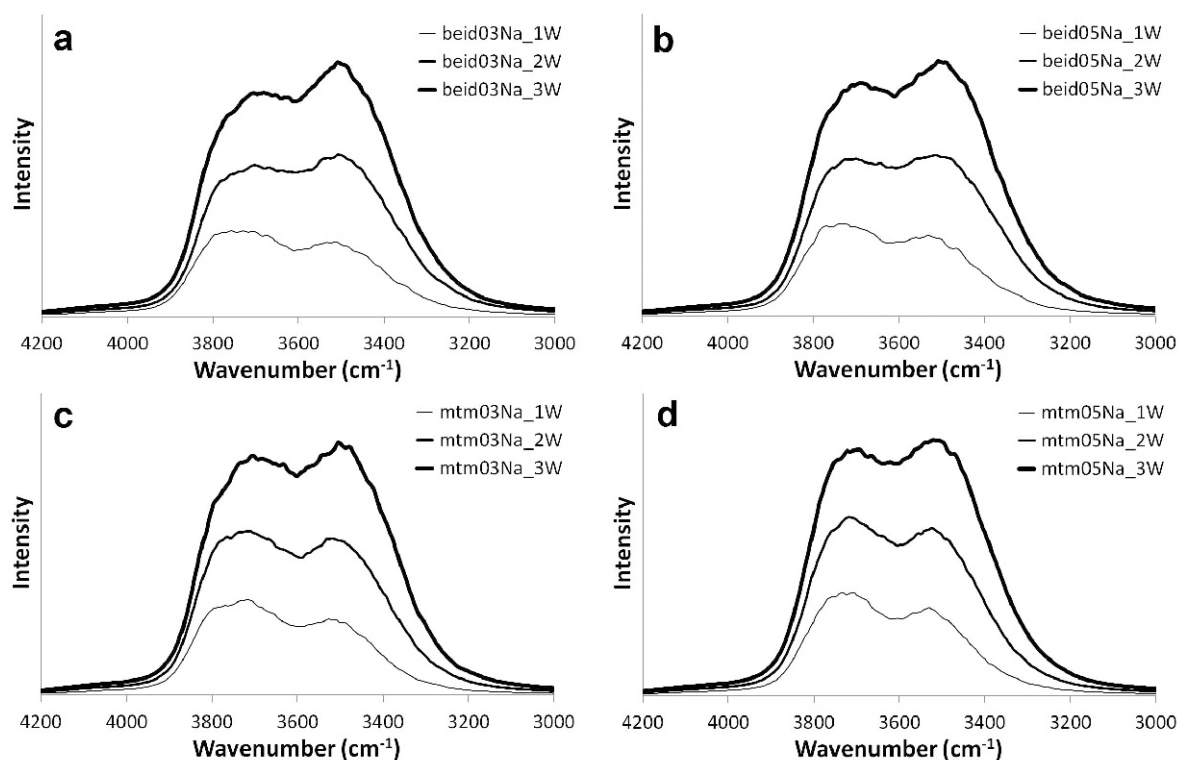 a
beid03Na_1W
beid03Na_2W
beid03Na_3W
Intensity
4200 4000 3800 3600 3400 3200 3000
Wavenumber (cm⁻¹)
b
beid05Na_1W
beid05Na_2W
beid05Na_3W
Intensity
4200 4000 3800 3600 3400 3200 3000
Wavenumber (cm⁻¹)
c
mtm03Na_1W
mtm03Na_2W
mtm03Na_3W
Intensity
4200 4000 3800 3600 3400 3200 3000
Wavenumber (cm⁻¹)
d
mtm05Na_1W
mtm05Na_2W
mtm05Na_3W
Intensity
4200 4000 3800 3600 3400 3200 3000
Wavenumber (cm⁻¹)